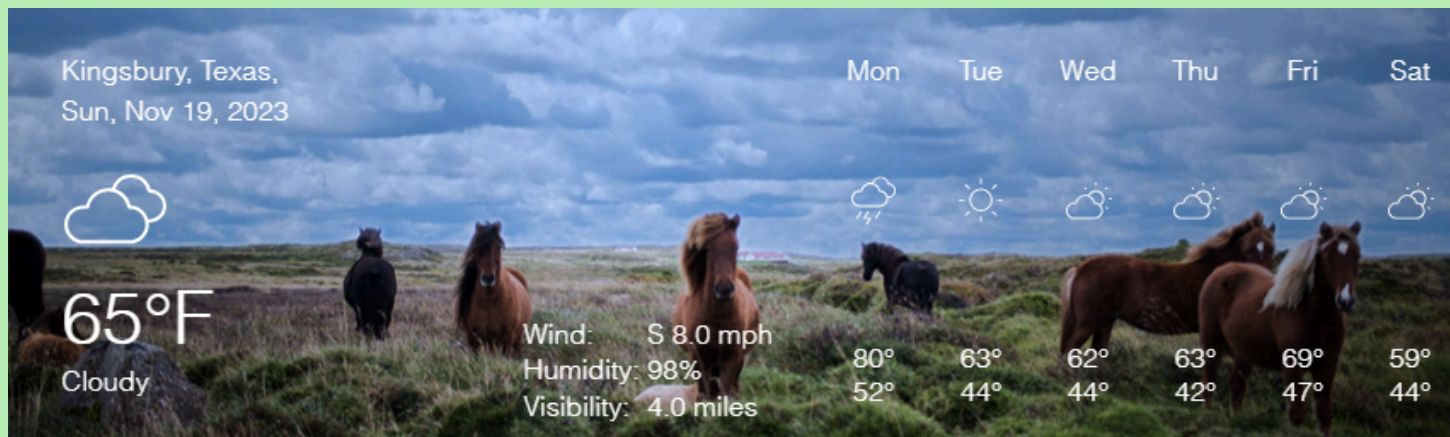 Kingsbury, Texas,
Sun, Nov 19, 2023
65°F
Cloudy
Wind: S 8.0 mph
Humidity: 98%
Visibility: 4.0 miles
Mon Tue Wed Thu Fri Sat
80° 63° 62° 63° 69° 59°
52° 44° 44° 42° 47° 44°